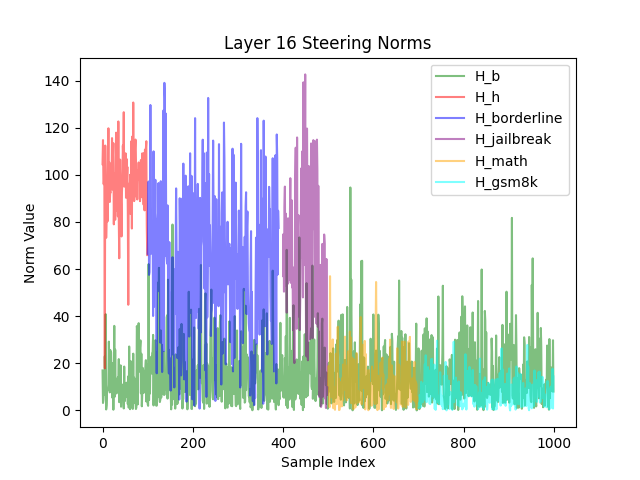 Layer 16 Steering Norms
Norm Value
140
120
100
80
60
40
20
0
H_b
H_h
H_borderline
H_jailbreak
H_math
H_gsm8k
0
200
400
600
800
1000
Sample Index